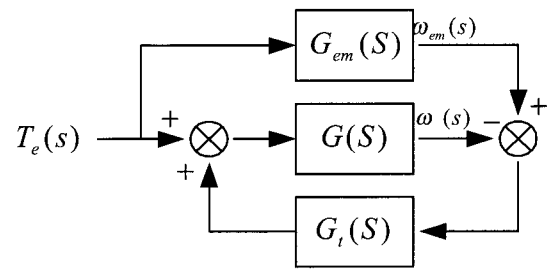 G_em(S)
ω_em(s)
+
T_e(s)
+
G(S)
ω (s)
−
+
G_t(S)